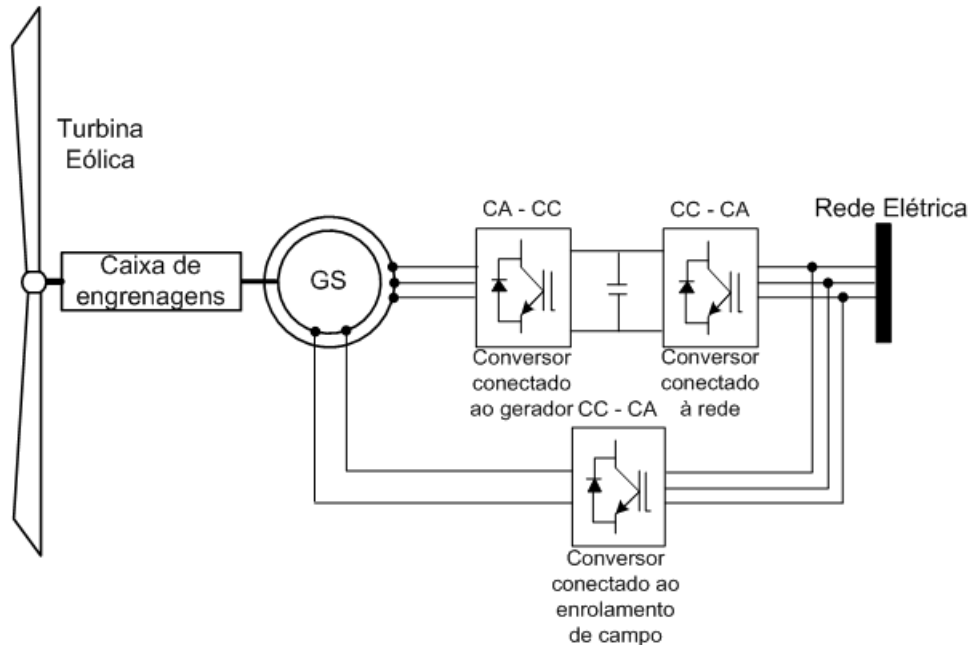 Turbina
Eólica
Caixa de
engrenagens
GS
CA - CC
Conversor
conectado
ao gerador
CC - CA
Conversor
conectado
à rede
Rede Elétrica
CC - CA
Conversor
conectado ao
enrolamento
de campo